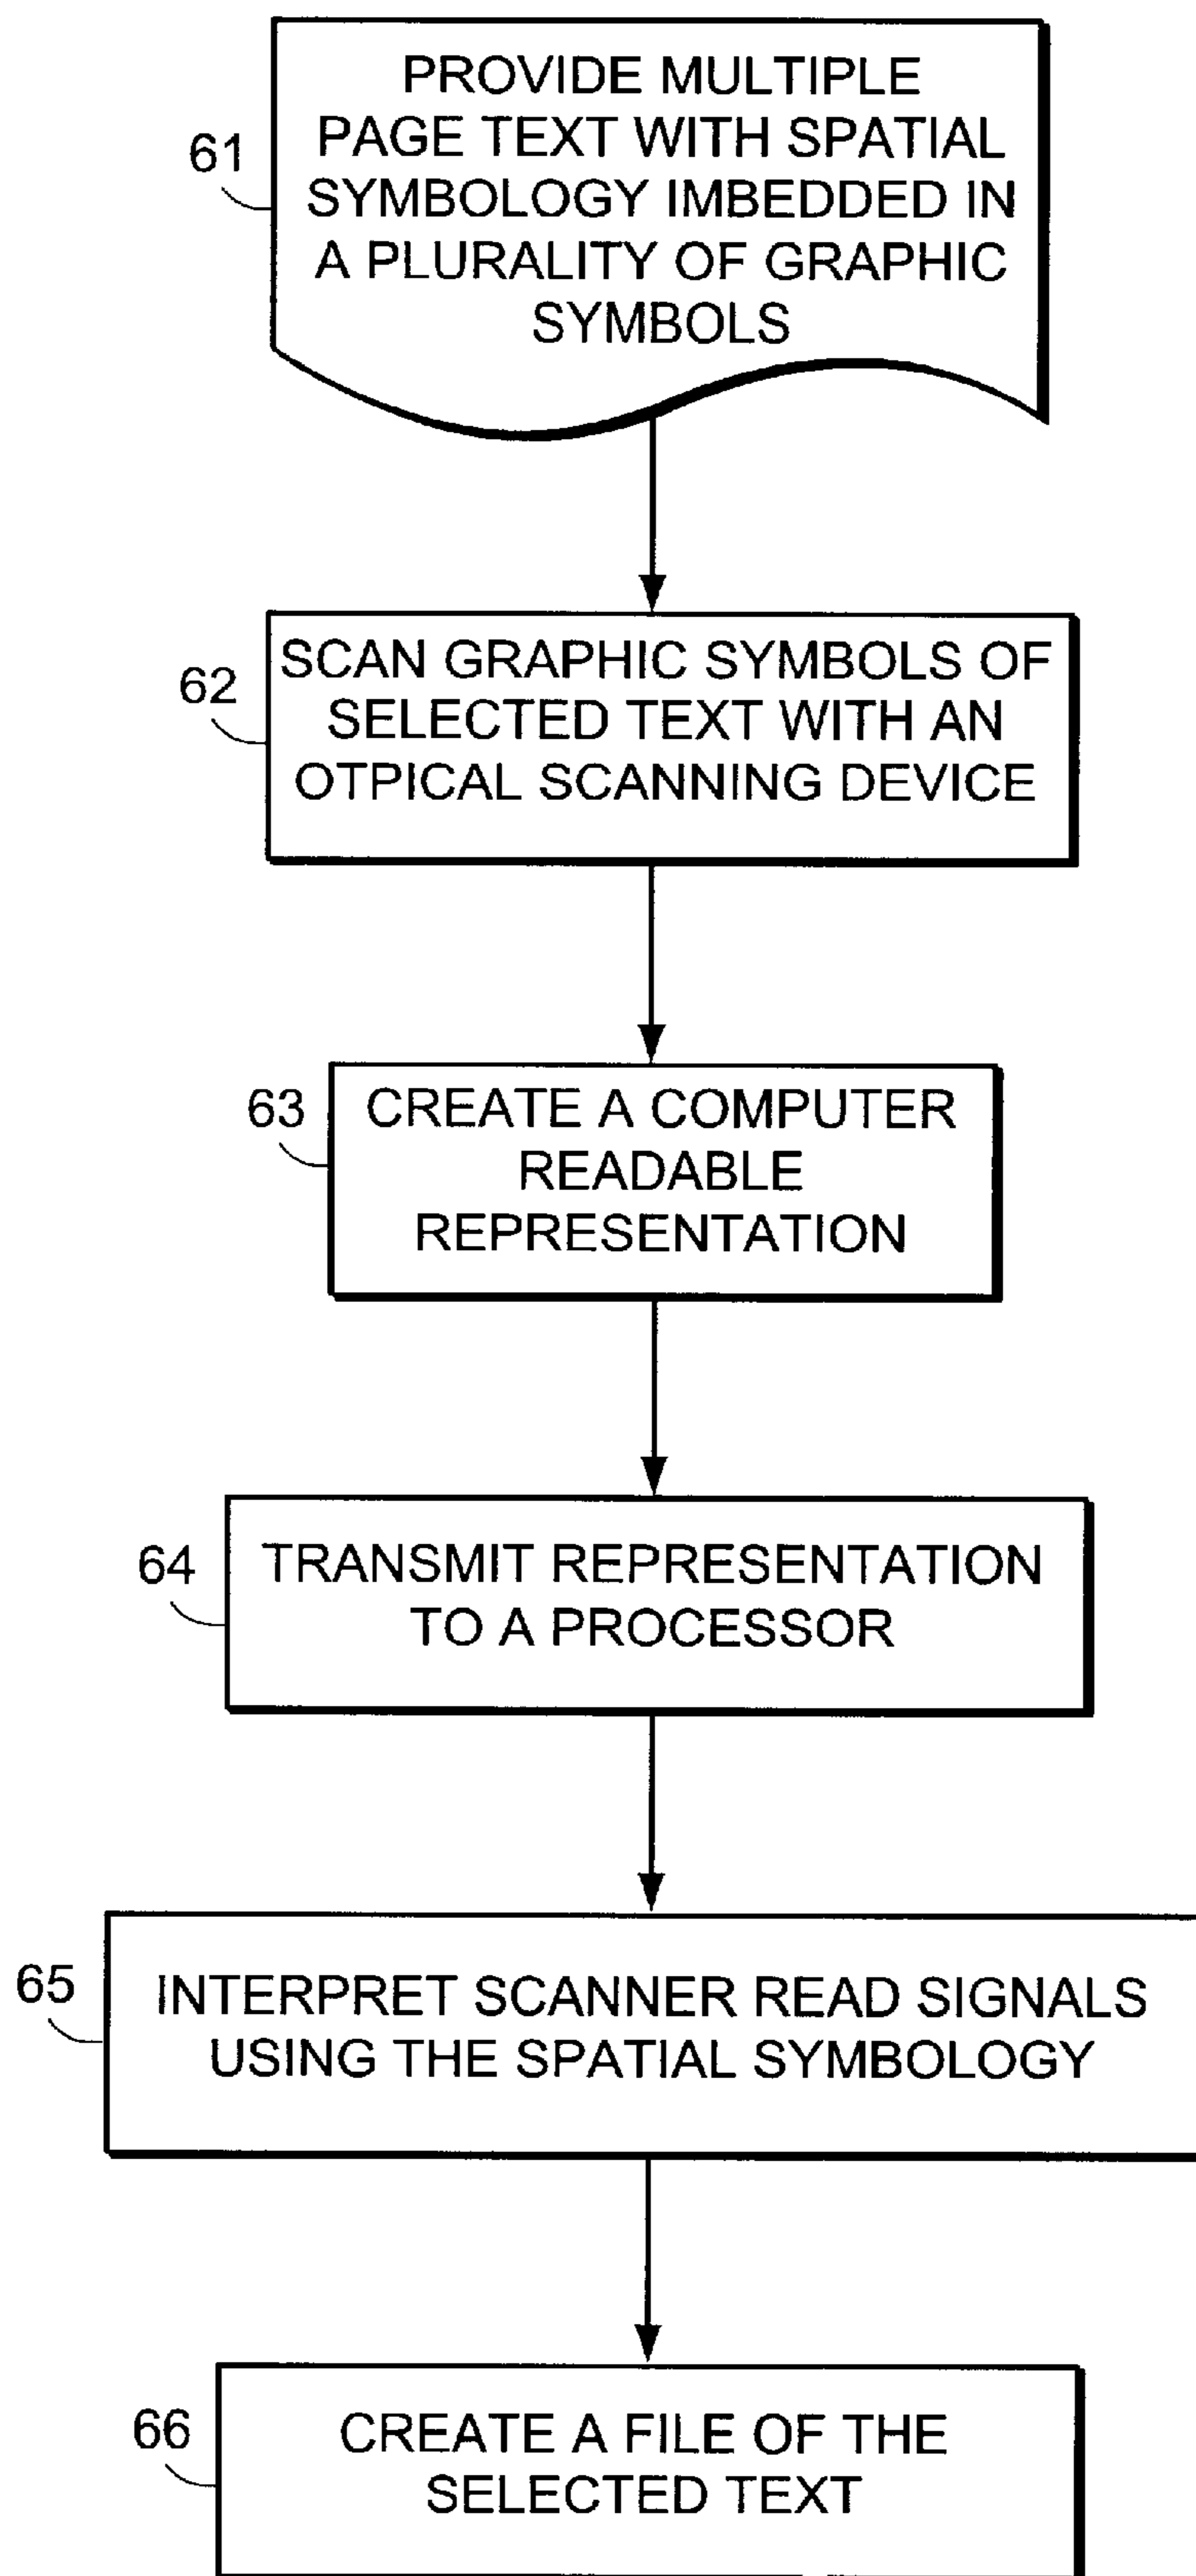 61
PROVIDE MULTIPLE
PAGE TEXT WITH SPATIAL
SYMBOLOGY IMBEDDED IN
A PLURALITY OF GRAPHIC
SYMBOLS
62
SCAN GRAPHIC SYMBOLS OF
SELECTED TEXT WITH AN
OTPICAL SCANNING DEVICE
63
CREATE A COMPUTER
READABLE
REPRESENTATION
64
TRANSMIT REPRESENTATION
TO A PROCESSOR
65
INTERPRET SCANNER READ SIGNALS
USING THE SPATIAL SYMBOLOGY
66
CREATE A FILE OF THE
SELECTED TEXT